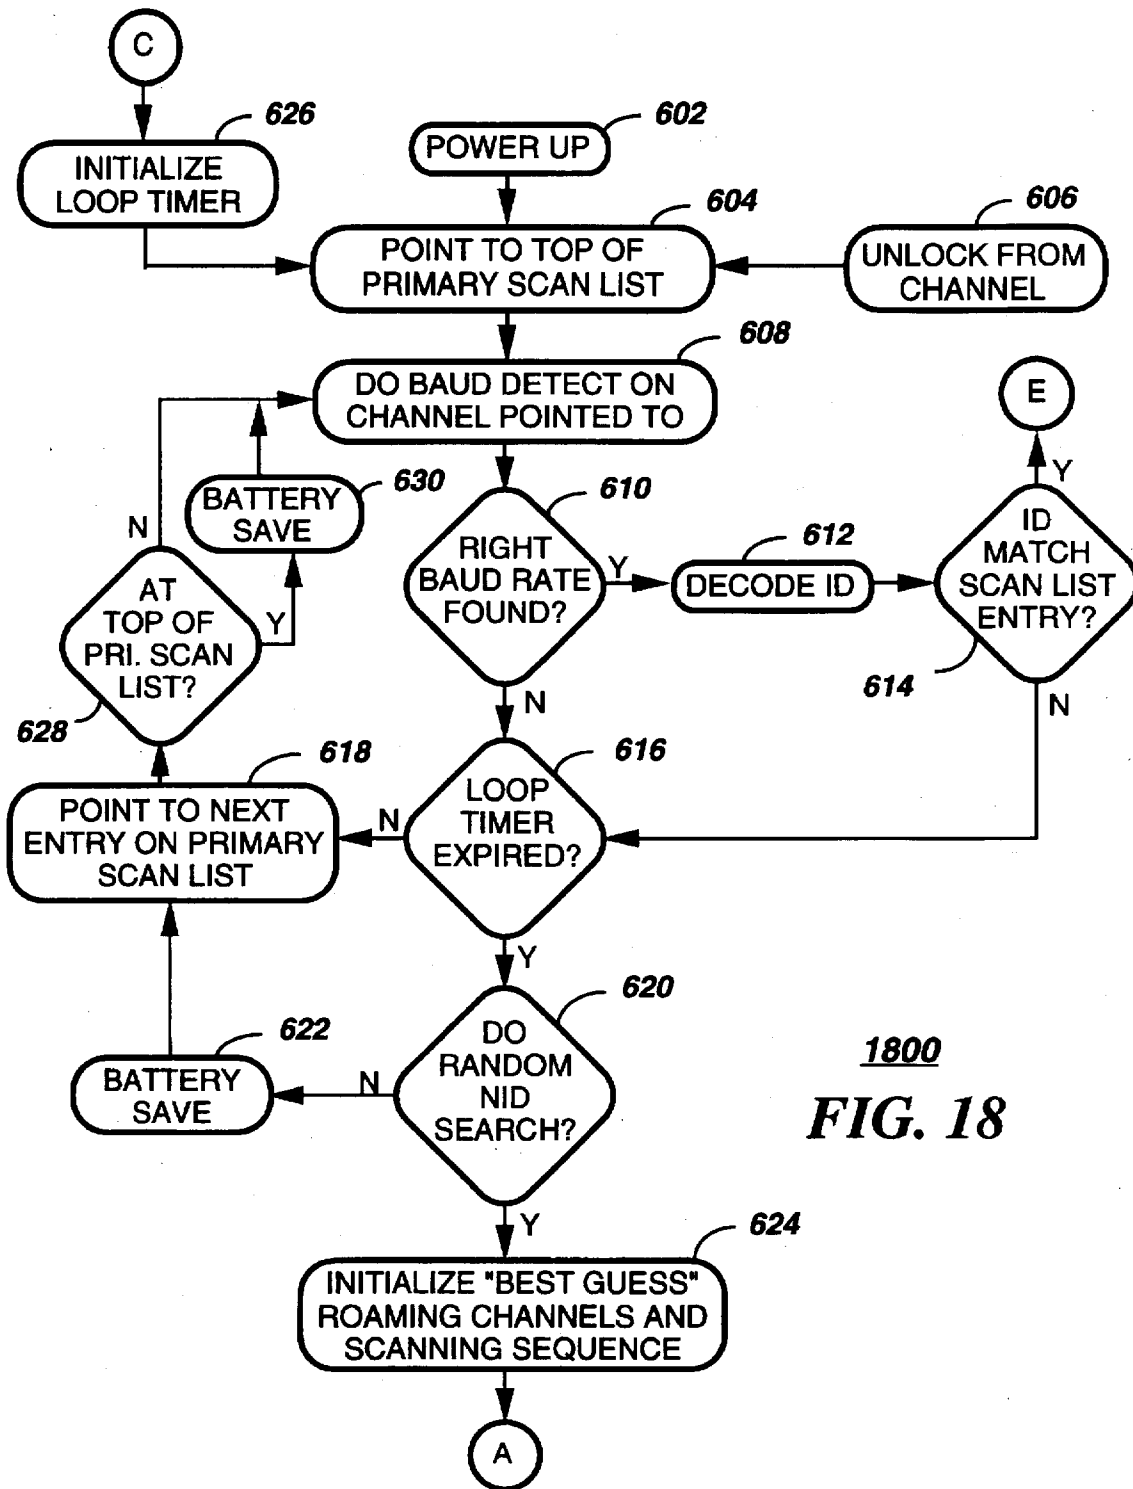 C
626
INITIALIZE
LOOP TIMER
602
POWER UP
604
POINT TO TOP OF
PRIMARY SCAN LIST
606
UNLOCK FROM
CHANNEL
608
DO BAUD DETECT ON
CHANNEL POINTED TO
E
Y
630
BATTERY
SAVE
N
610
RIGHT
BAUD RATE
FOUND?
Y
612
DECODE ID
ID
MATCH
SCAN LIST
ENTRY?
614
N
AT
TOP OF
PRI. SCAN
LIST?
Y
628
N
618
POINT TO NEXT
ENTRY ON PRIMARY
SCAN LIST
N
616
LOOP
TIMER
EXPIRED?
Y
622
BATTERY
SAVE
N
620
DO
RANDOM
NID
SEARCH?
Y
1800
FIG. 18
624
INITIALIZE "BEST GUESS"
ROAMING CHANNELS AND
SCANNING SEQUENCE
A